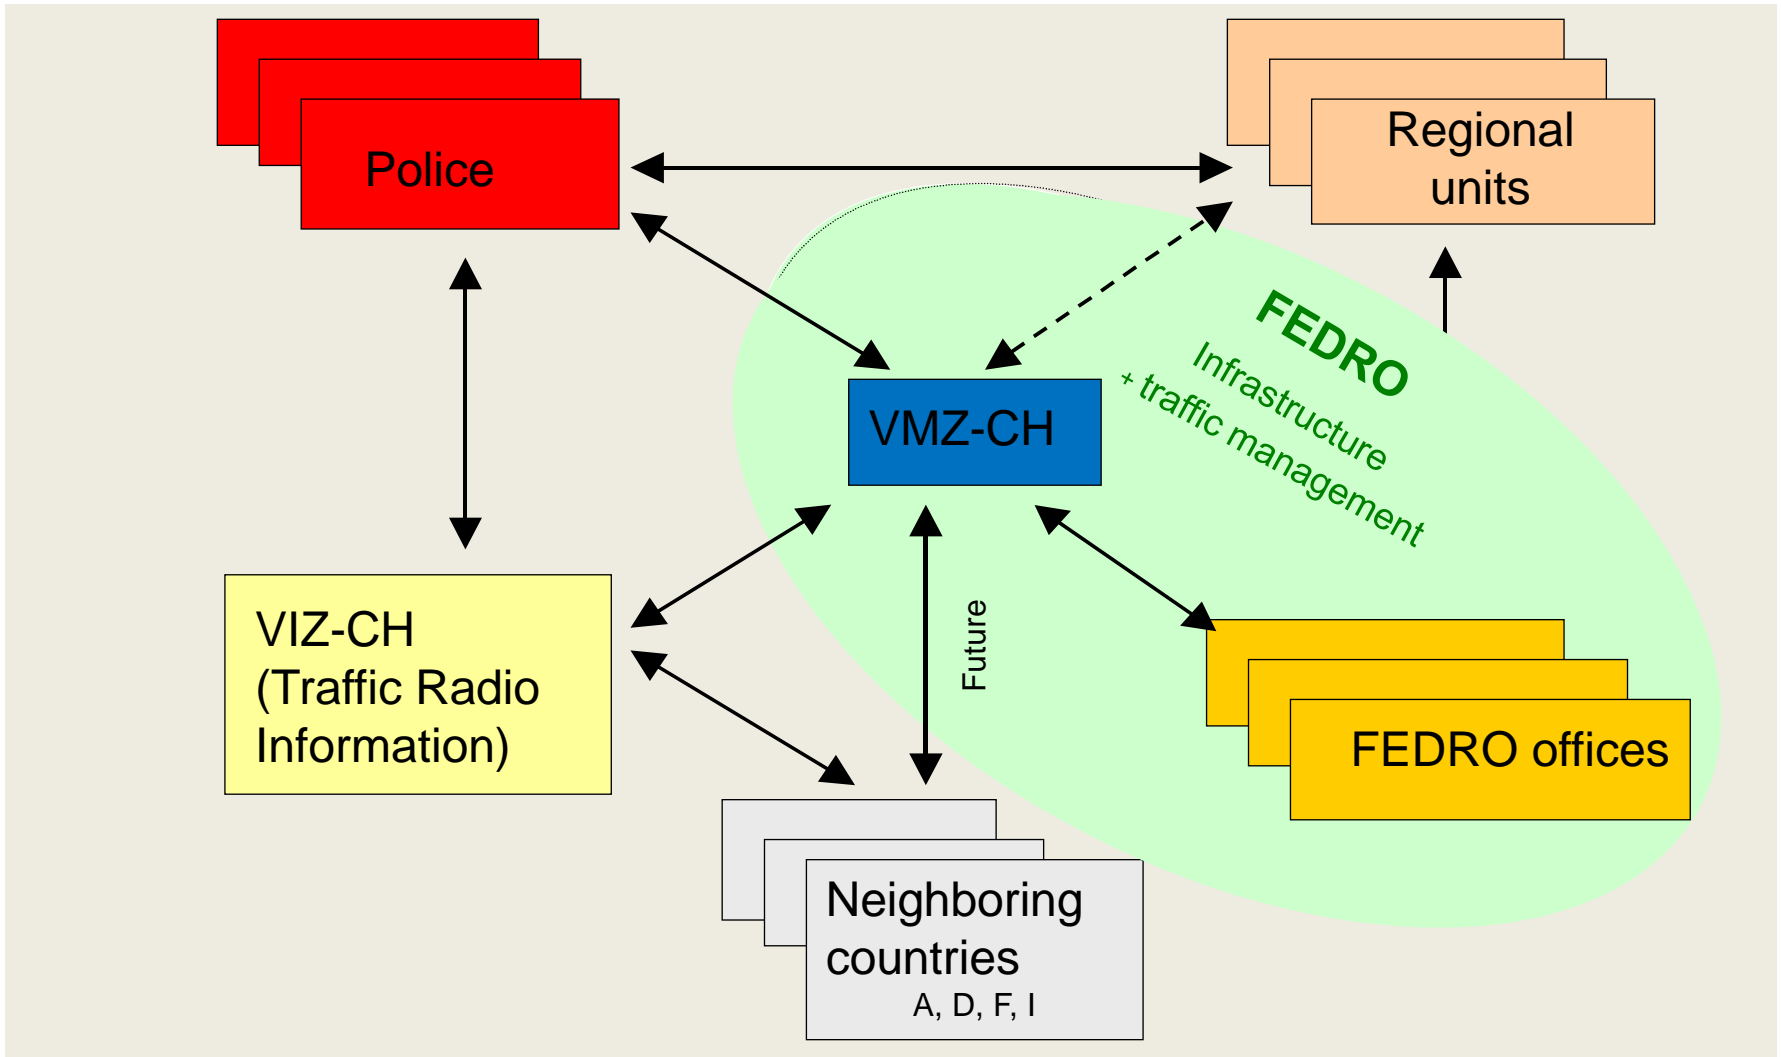 Police
Regional
units
FEDRO
Infrastructure
+ traffic management
VMZ-CH
VIZ-CH
(Traffic Radio
Information)
Future
FEDRO offices
Neighboring
countries
A, D, F, I